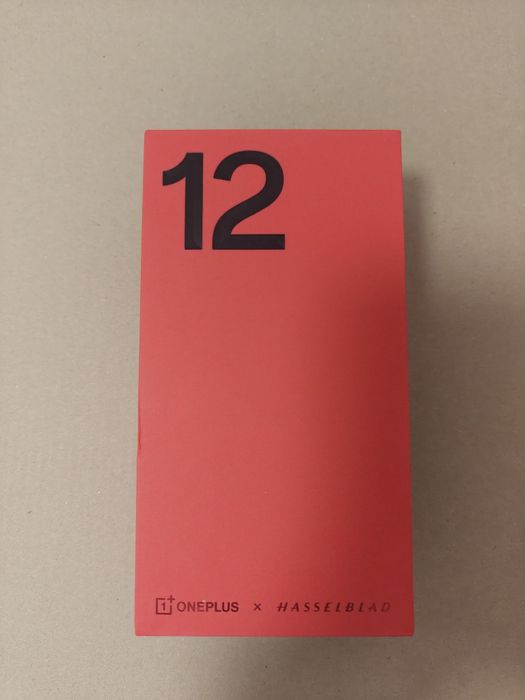 12
1+ ONEPLUS × HASSELBLAD